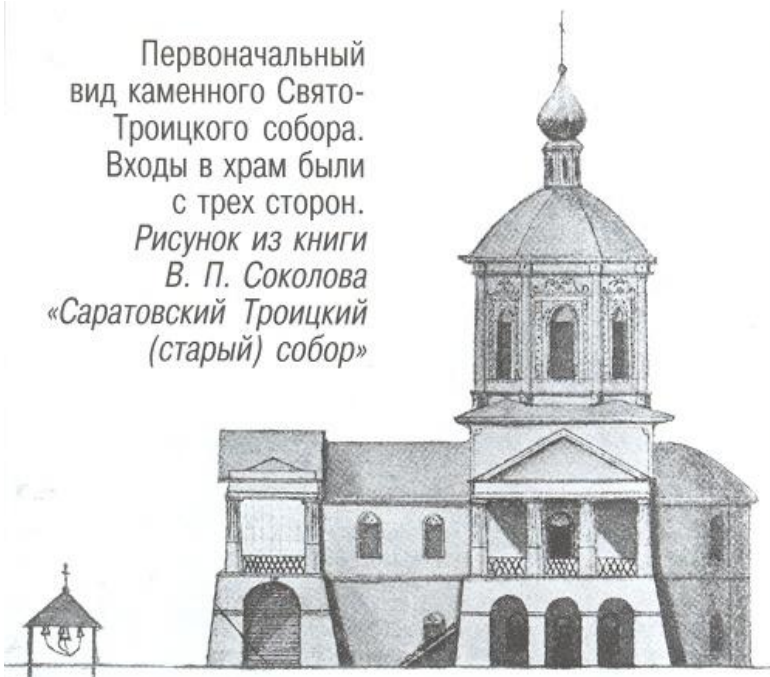 Первоначальный
вид каменного Свято-
Троицкого собора.
Входы в храм были
с трех сторон.
Рисунок из книги
В. П. Соколова
«Саратовский Троицкий
(старый) собор»